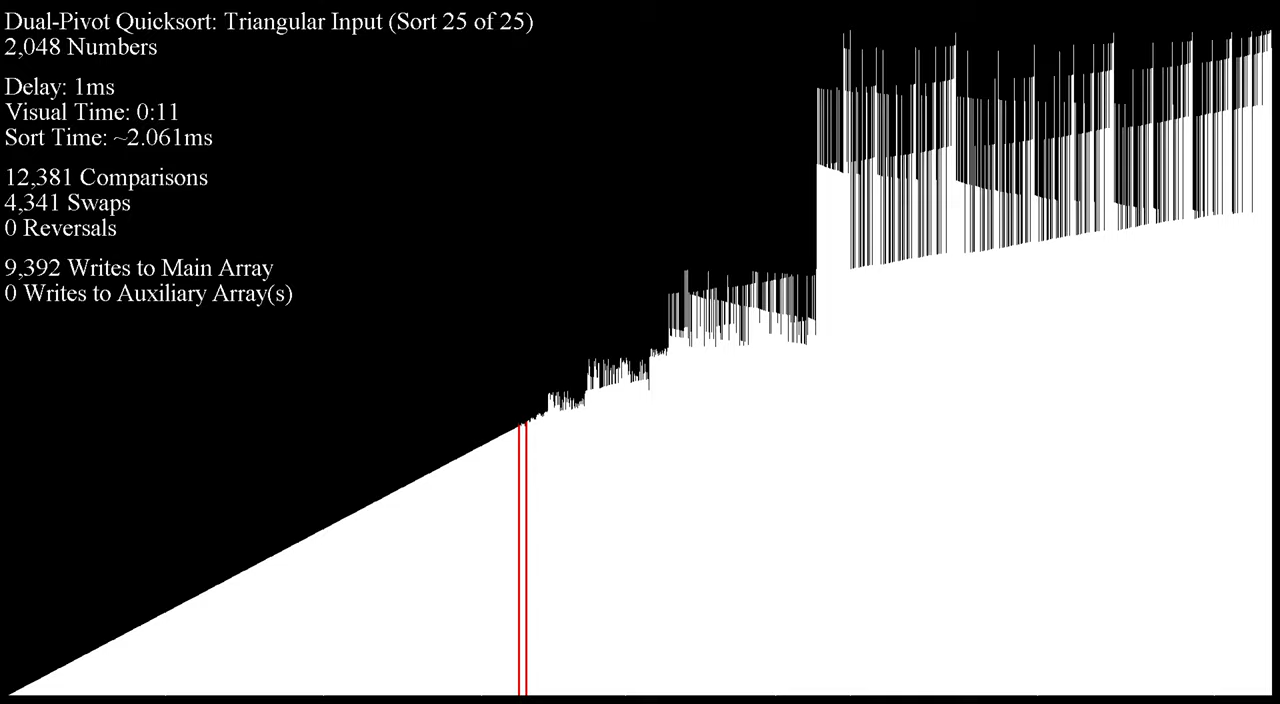 Dual-Pivot Quicksort: Triangular Input (Sort 25 of 25)
2,048 Numbers
Delay: 1ms
Visual Time: 0:11
Sort Time: ~2.061ms
12,381 Comparisons
4,341 Swaps
0 Reversals
9,392 Writes to Main Array
0 Writes to Auxiliary Array(s)